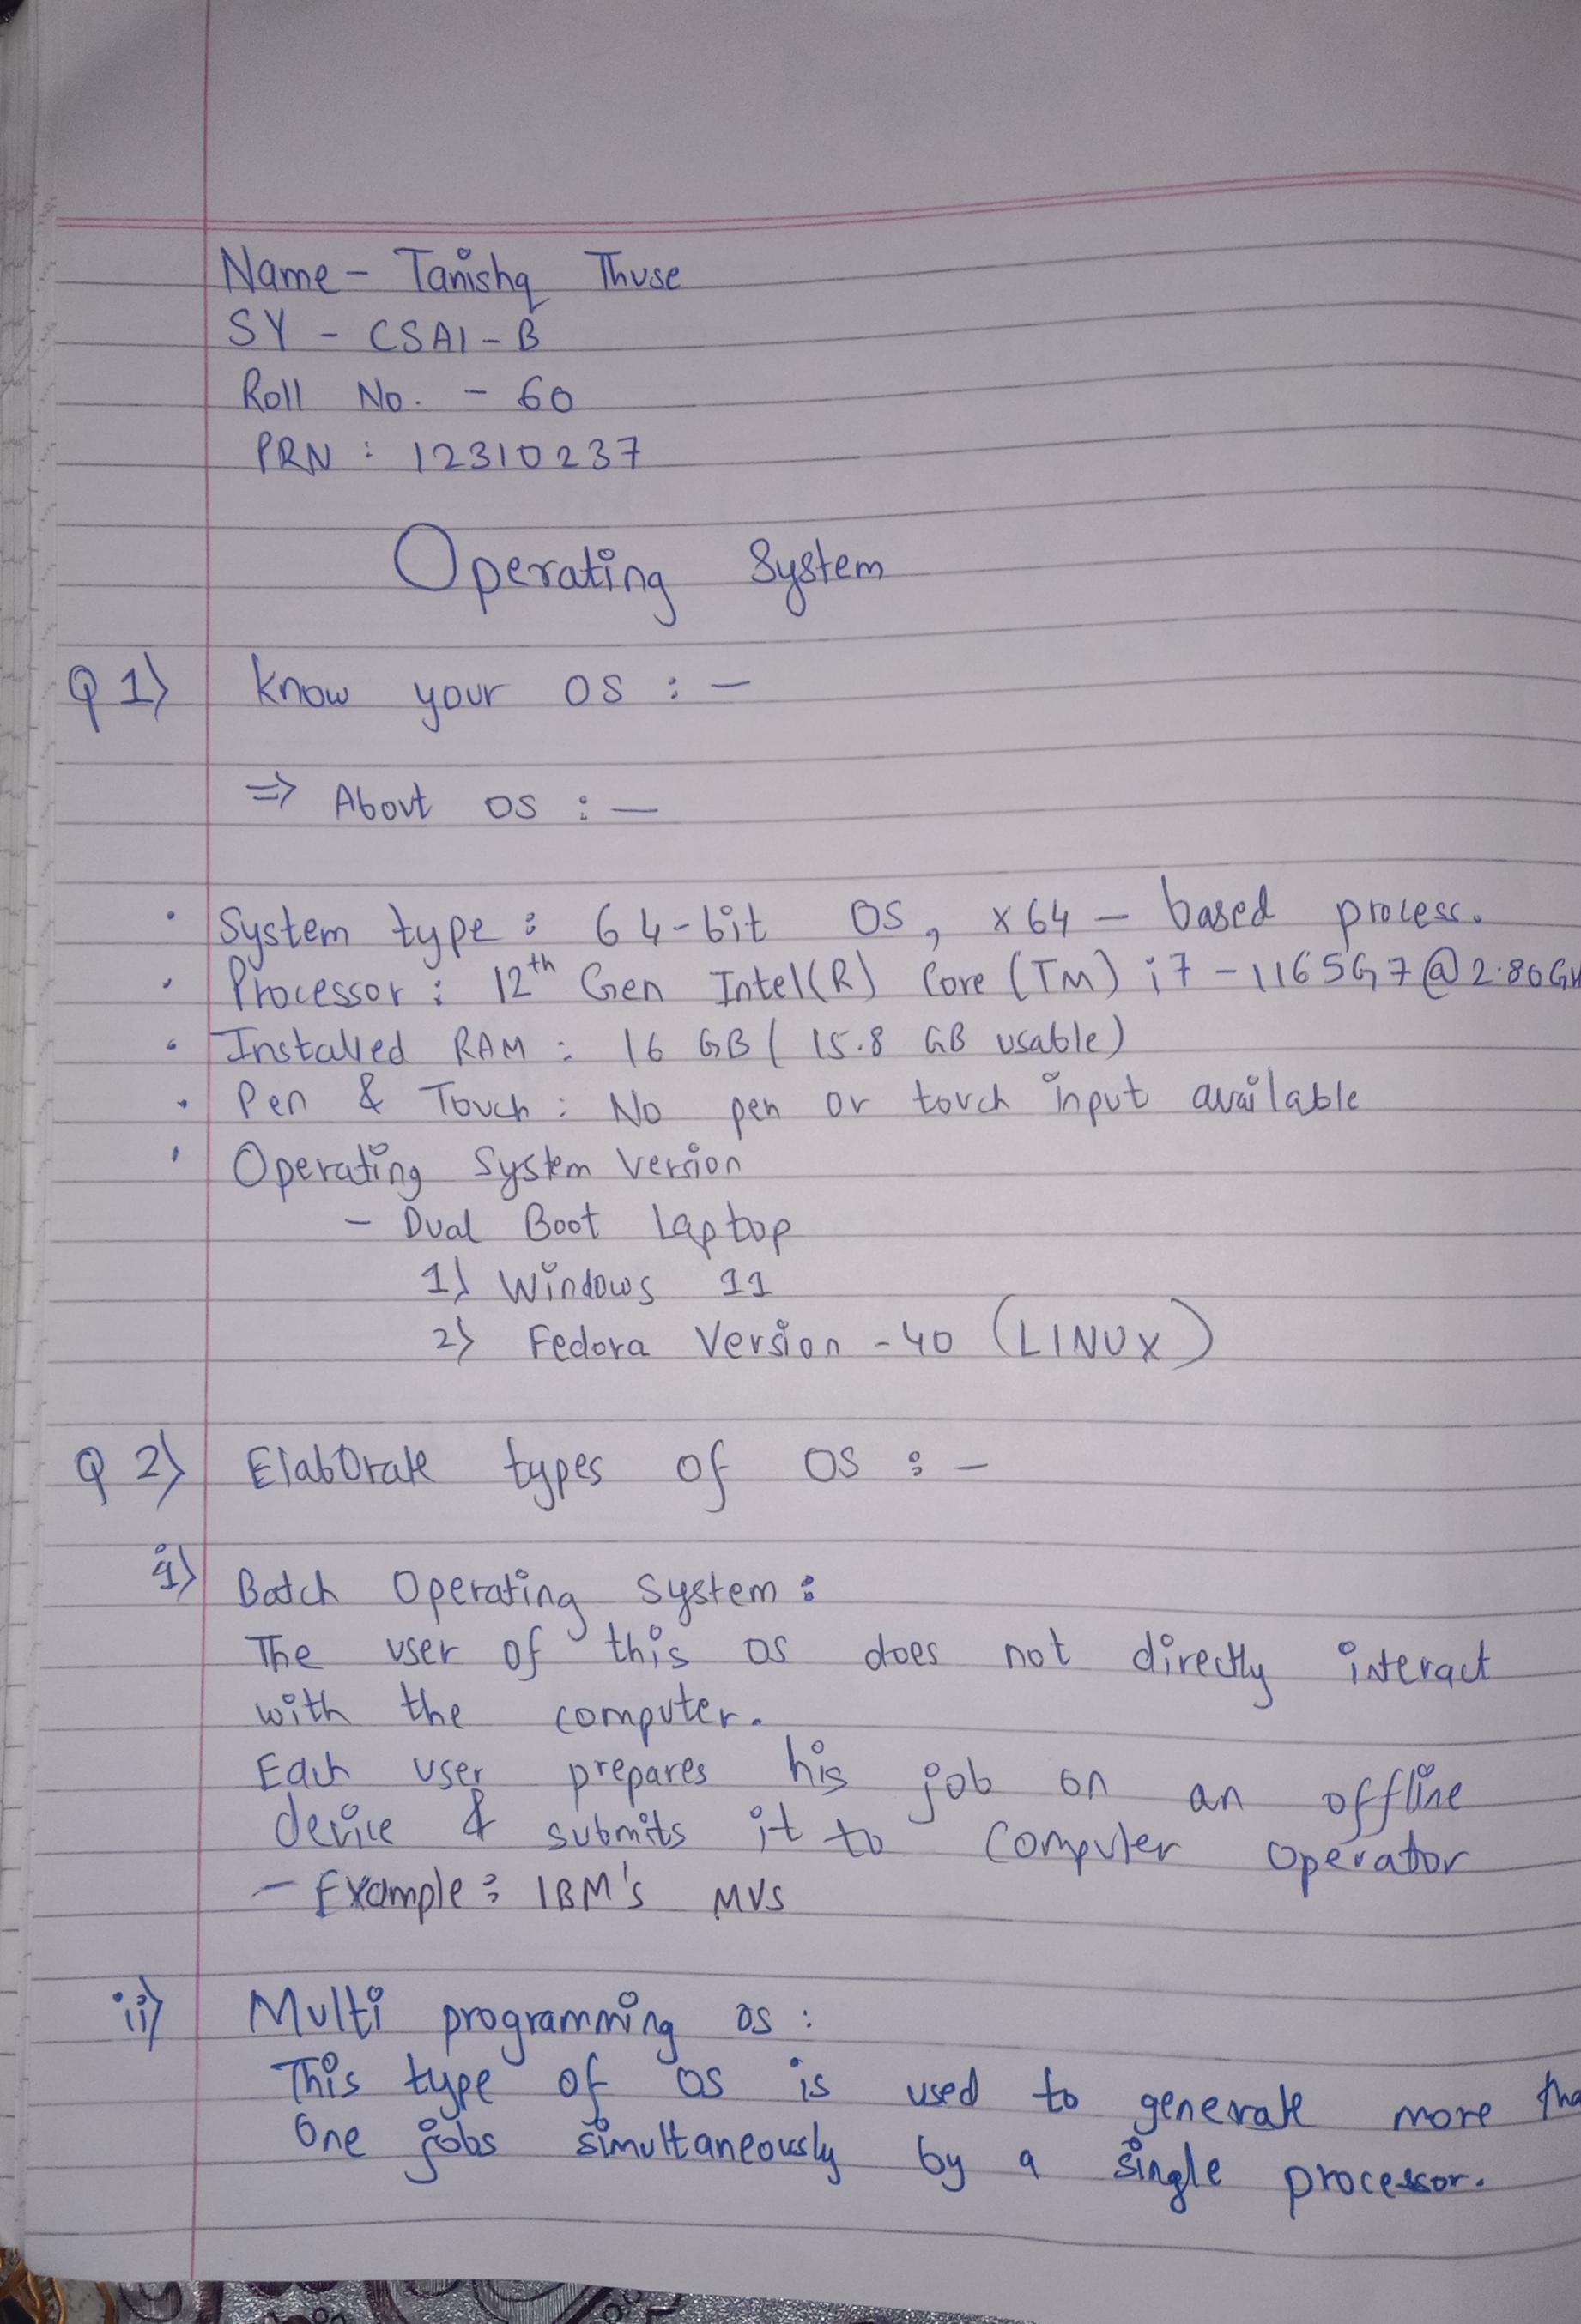 Name - Tanishq Thuse
SY - CSAI - B
Roll No. - 60
PRN : 12310237
Operating System
Q 1) Know your OS : -
=> About OS : -
• System type : 64-bit OS, x64 - based process.
• Processor : 12th Gen Intel(R) Core (TM) i7 - 1165G7 @ 2.80 GH
• Installed RAM : 16 GB ( 15.8 GB usable)
• Pen & Touch : No pen or touch input available
• Operating System Version
- Dual Boot Laptop
1) Windows 11
2) Fedora Version - 40 (LINUX)
Q 2) Elaborate types of OS : -
i) Batch Operating System :
The user of this OS does not directly interact
with the computer.
Each user prepares his job on an offline
device & submits it to Computer Operator
- Example : IBM's MVS
ii) Multi programming OS :
This type of OS is used to generate more tha
One jobs simultaneously by a single processor.